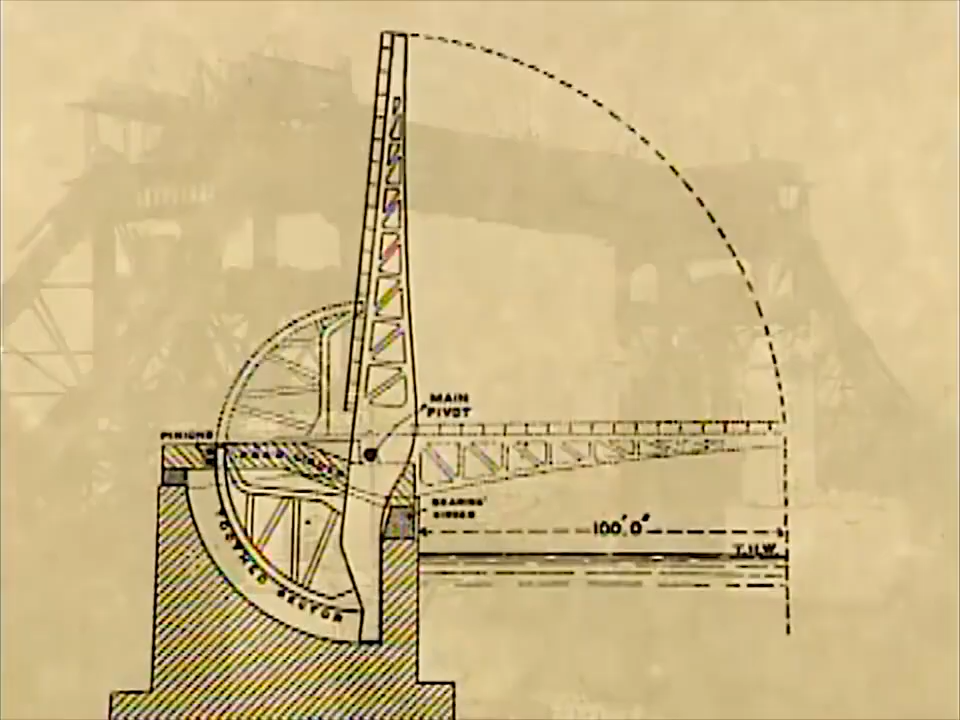 MAIN
PIVOT
PINIONS
BEARING
GIRDER
100' 0"
T.H.W.
TOOTHED SECTOR